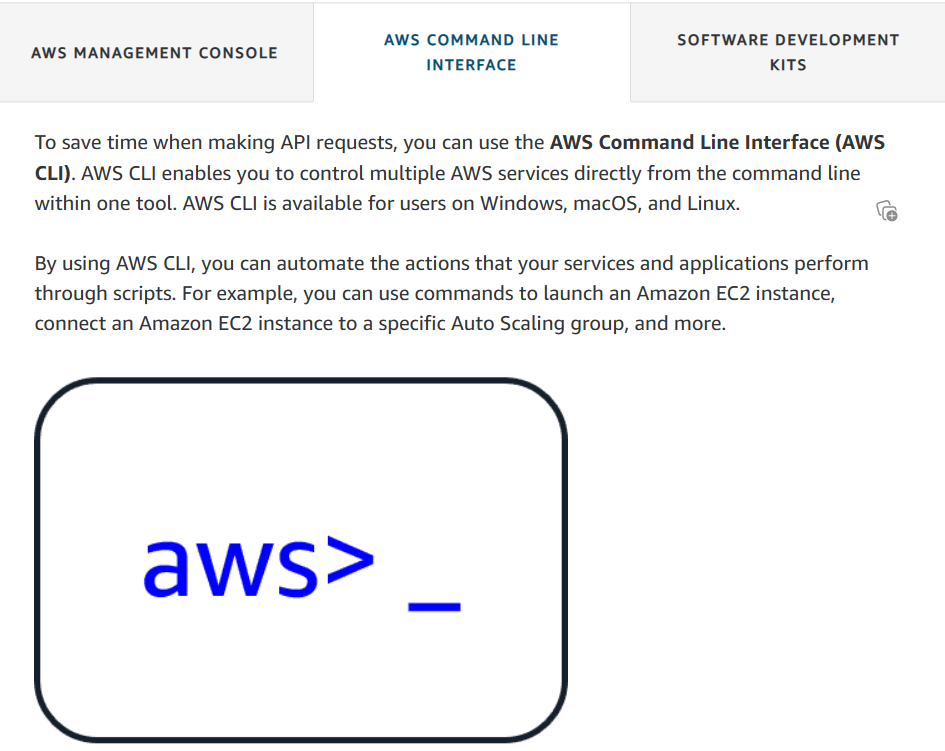 AWS MANAGEMENT CONSOLE
AWS COMMAND LINE
INTERFACE
SOFTWARE DEVELOPMENT
KITS
To save time when making API requests, you can use the AWS Command Line Interface (AWS
CLI). AWS CLI enables you to control multiple AWS services directly from the command line
within one tool. AWS CLI is available for users on Windows, macOS, and Linux.
By using AWS CLI, you can automate the actions that your services and applications perform
through scripts. For example, you can use commands to launch an Amazon EC2 instance,
connect an Amazon EC2 instance to a specific Auto Scaling group, and more.
aws> _